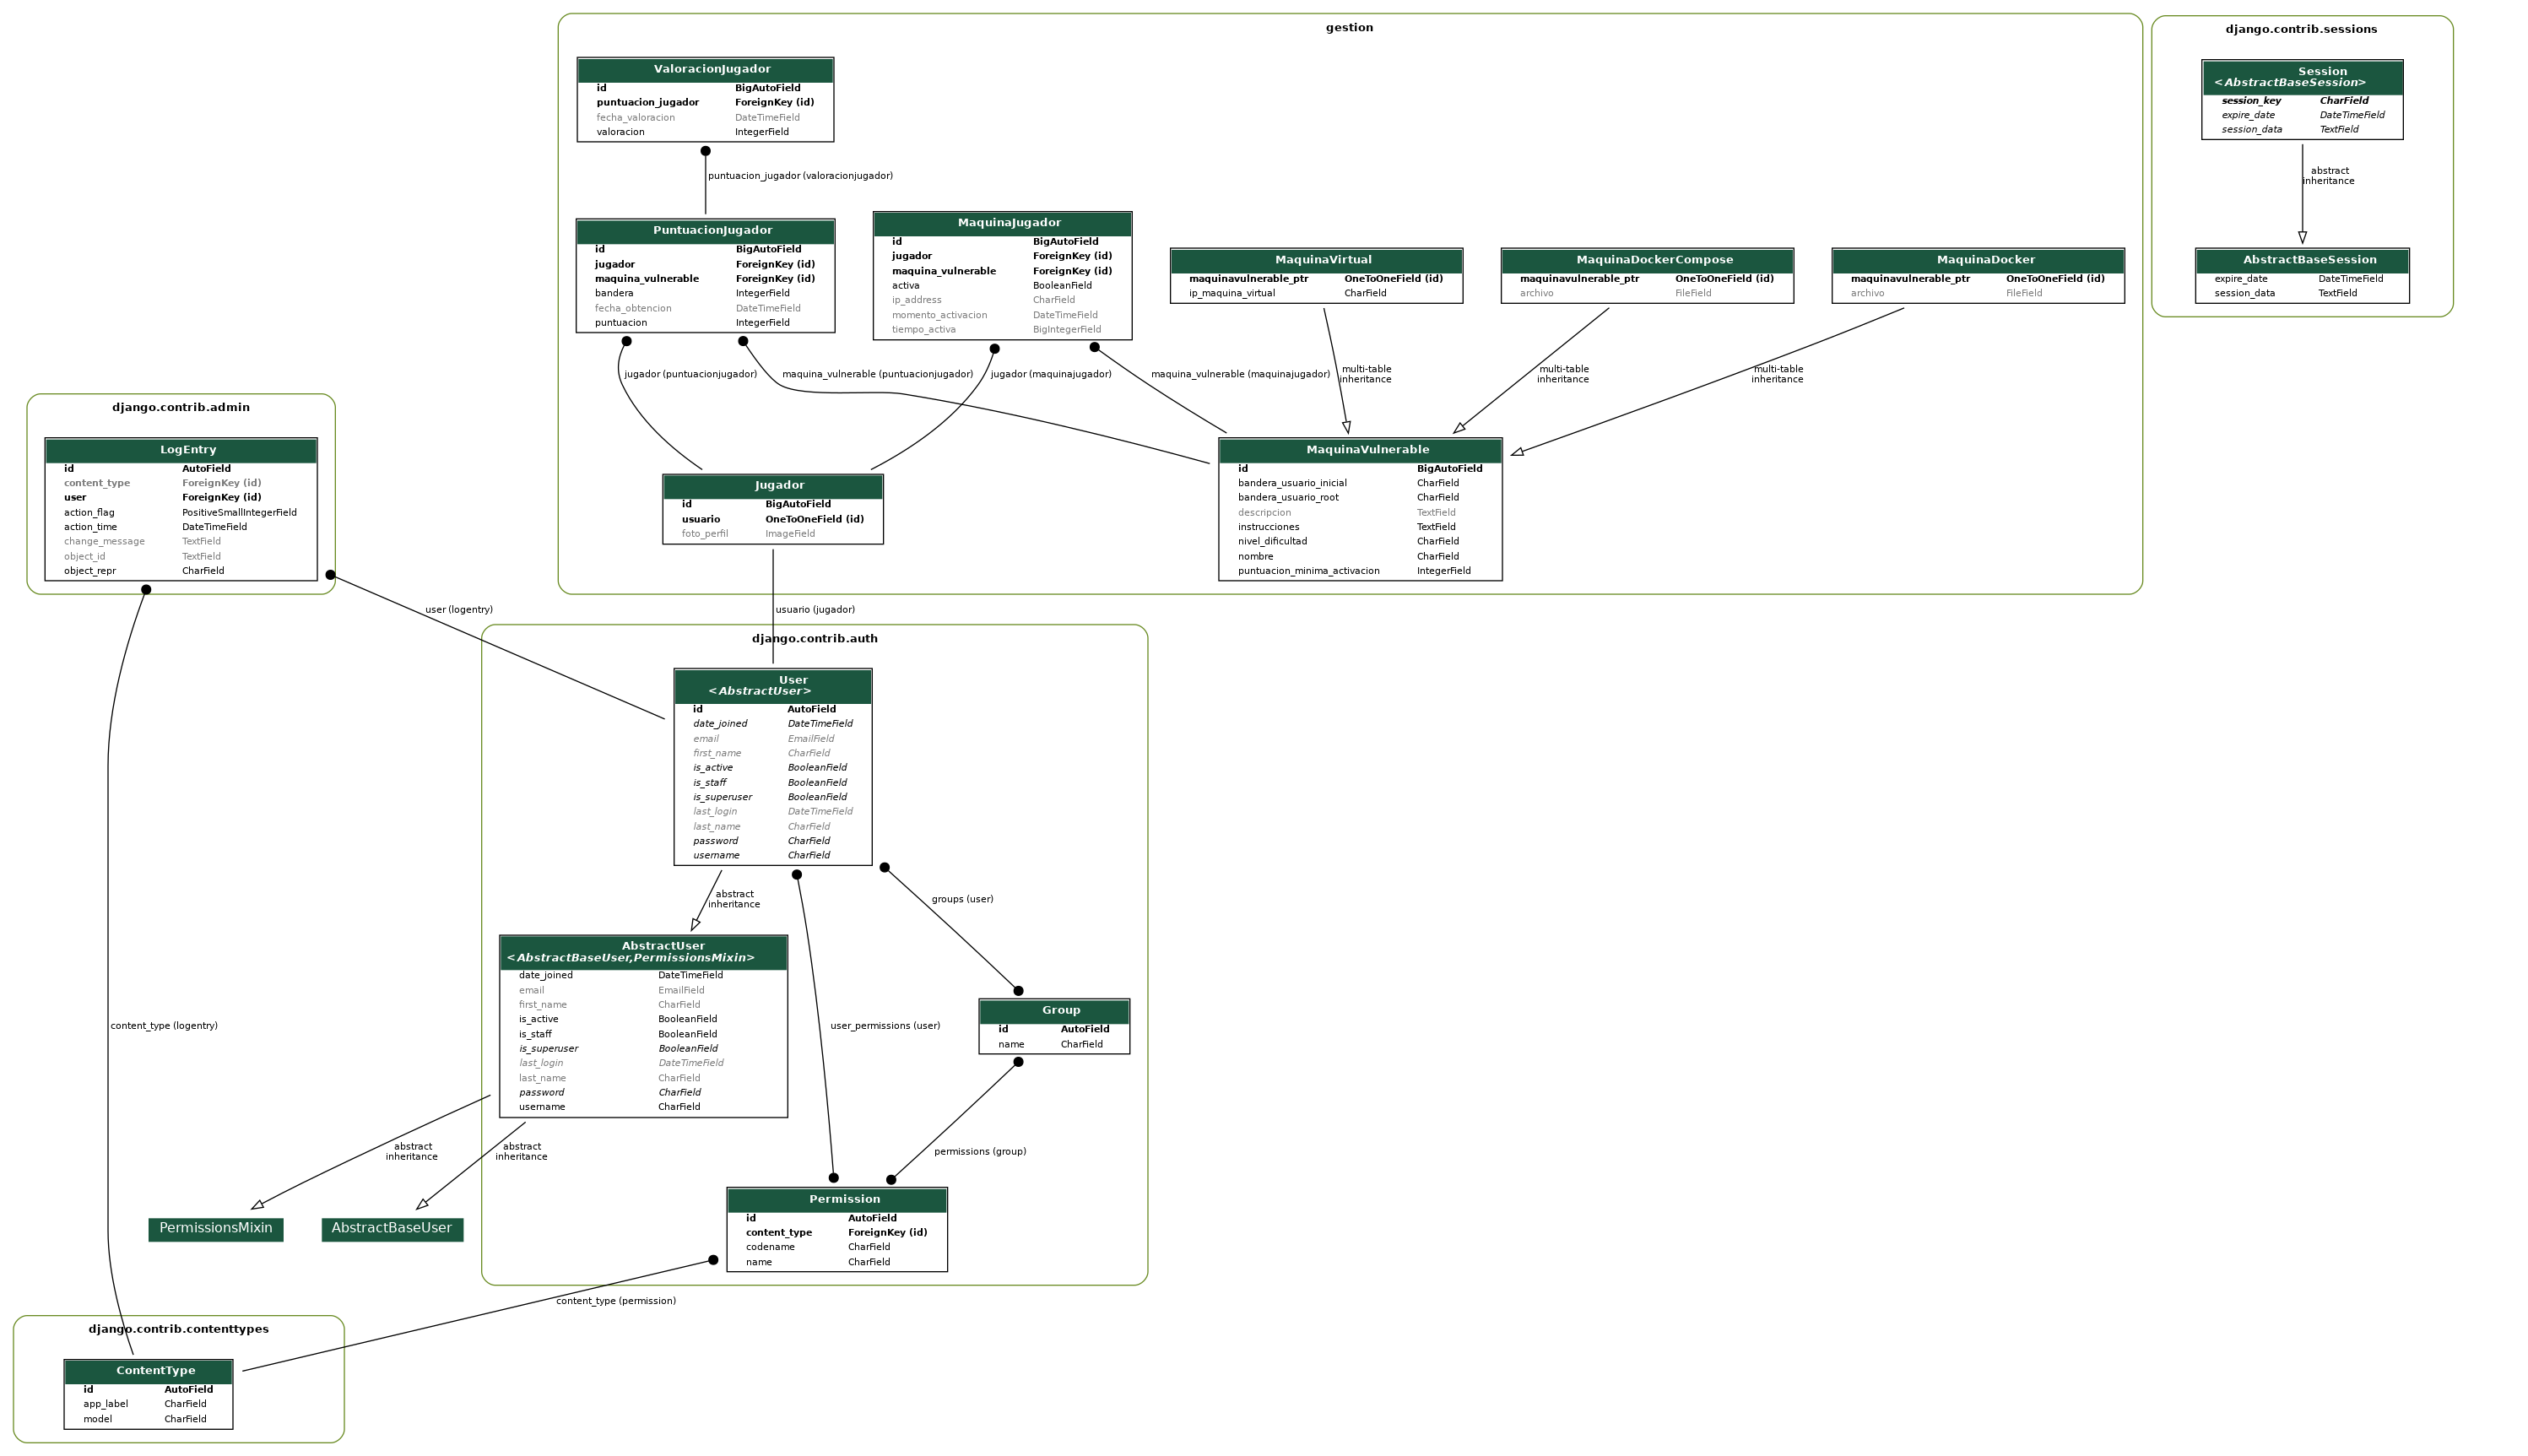 gestion
ValoracionJugador
id BigAutoField
puntuacion_jugador ForeignKey (id)
fecha_valoracion DateTimeField
valoracion IntegerField
puntuacion_jugador (valoracionjugador)
PuntuacionJugador
id BigAutoField
jugador ForeignKey (id)
maquina_vulnerable ForeignKey (id)
bandera IntegerField
fecha_obtencion DateTimeField
puntuacion IntegerField
MaquinaJugador
id BigAutoField
jugador ForeignKey (id)
maquina_vulnerable ForeignKey (id)
activa BooleanField
ip_address CharField
momento_activacion DateTimeField
tiempo_activa BigIntegerField
MaquinaVirtual
maquinavulnerable_ptr OneToOneField (id)
ip_maquina_virtual CharField
MaquinaDockerCompose
maquinavulnerable_ptr OneToOneField (id)
archivo FileField
MaquinaDocker
maquinavulnerable_ptr OneToOneField (id)
archivo FileField
jugador (puntuacionjugador)
maquina_vulnerable (puntuacionjugador)
jugador (maquinajugador)
maquina_vulnerable (maquinajugador)
multi-table
inheritance
multi-table
inheritance
multi-table
inheritance
Jugador
id BigAutoField
usuario OneToOneField (id)
foto_perfil ImageField
MaquinaVulnerable
id BigAutoField
bandera_usuario_inicial CharField
bandera_usuario_root CharField
descripcion TextField
instrucciones TextField
nivel_dificultad CharField
nombre CharField
puntuacion_minima_activacion IntegerField
django.contrib.sessions
Session
<AbstractBaseSession>
session_key CharField
expire_date DateTimeField
session_data TextField
abstract
inheritance
AbstractBaseSession
expire_date DateTimeField
session_data TextField
django.contrib.admin
LogEntry
id AutoField
content_type ForeignKey (id)
user ForeignKey (id)
action_flag PositiveSmallIntegerField
action_time DateTimeField
change_message TextField
object_id TextField
object_repr CharField
user (logentry)
usuario (jugador)
django.contrib.auth
User
<AbstractUser>
id AutoField
date_joined DateTimeField
email EmailField
first_name CharField
is_active BooleanField
is_staff BooleanField
is_superuser BooleanField
last_login DateTimeField
last_name CharField
password CharField
username CharField
abstract
inheritance
groups (user)
AbstractUser
<AbstractBaseUser,PermissionsMixin>
date_joined DateTimeField
email EmailField
first_name CharField
is_active BooleanField
is_staff BooleanField
is_superuser BooleanField
last_login DateTimeField
last_name CharField
password CharField
username CharField
content_type (logentry)
user_permissions (user)
Group
id AutoField
name CharField
abstract
inheritance
abstract
inheritance
permissions (group)
PermissionsMixin
AbstractBaseUser
Permission
id AutoField
content_type ForeignKey (id)
codename CharField
name CharField
content_type (permission)
django.contrib.contenttypes
ContentType
id AutoField
app_label CharField
model CharField